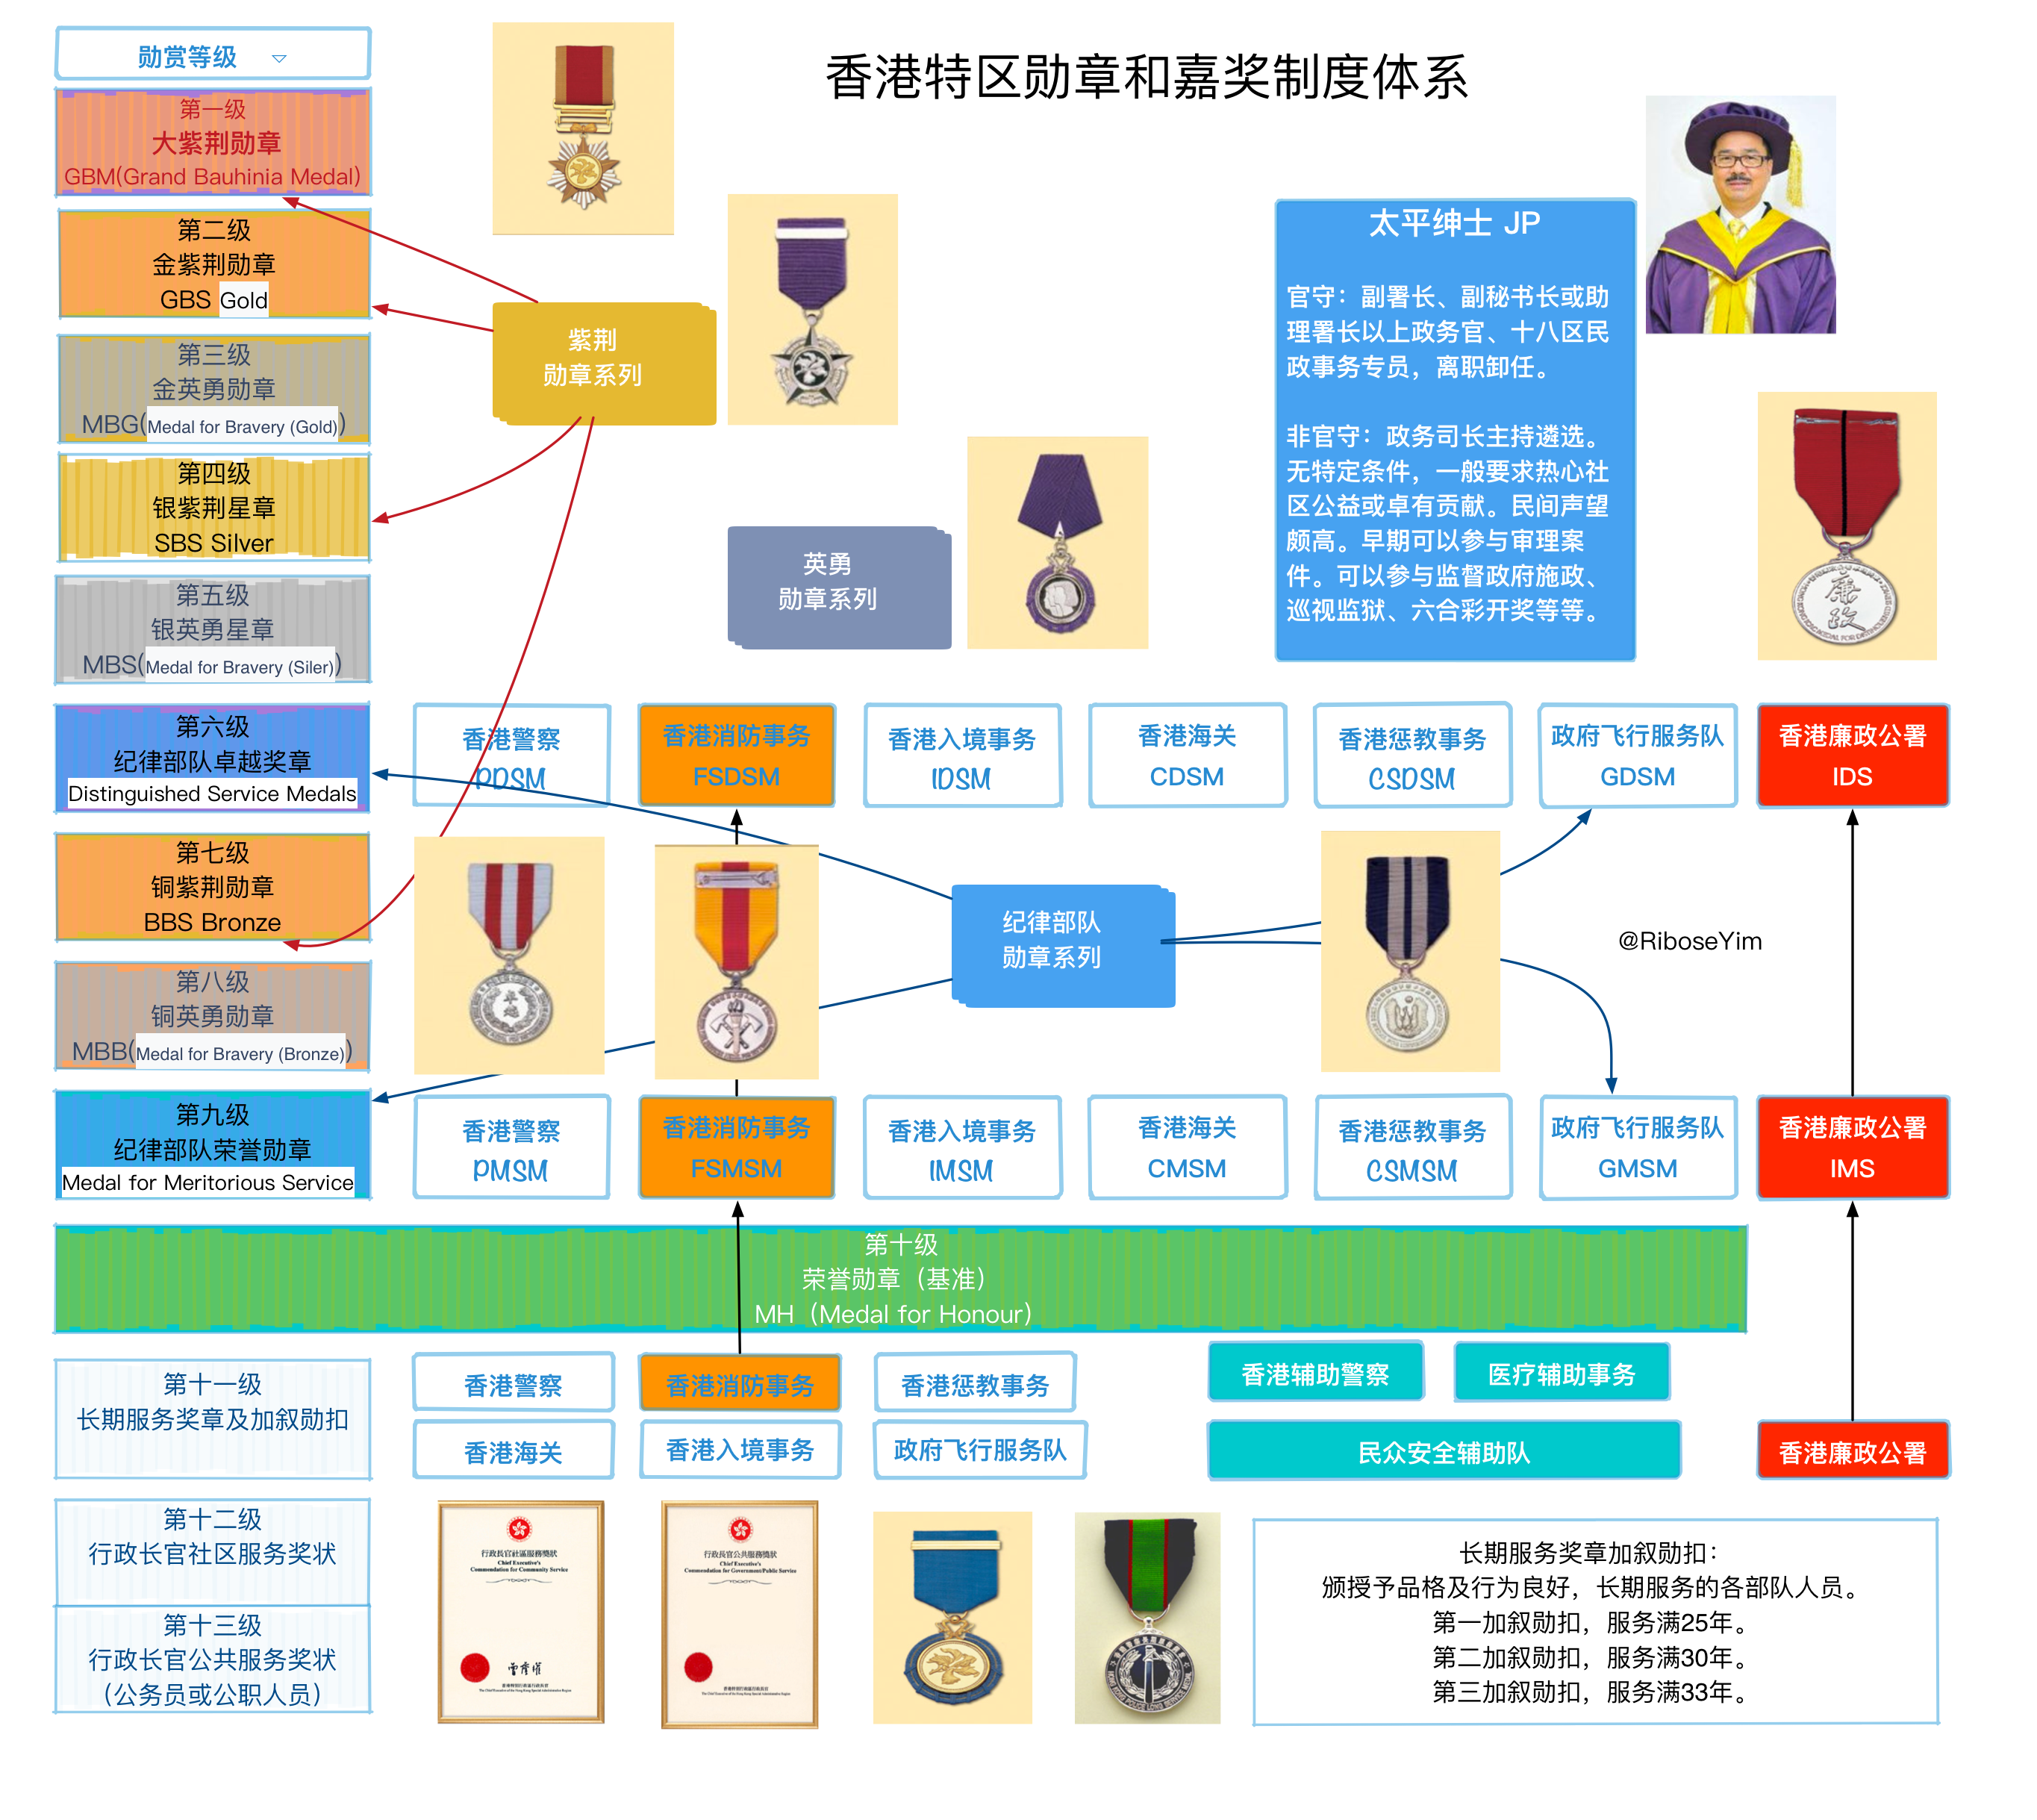 香港特区勋章和嘉奖制度体系
勋赏等级
第一级
大紫荆勋章
GBM(Grand Bauhinia Medal)
第二级
金紫荆勋章
GBS Gold
第三级
金英勇勋章
MBG(Medal for Bravery (Gold))
第四级
银紫荆星章
SBS Silver
第五级
银英勇星章
MBS(Medal for Bravery (Siler))
紫荆
勋章系列
英勇
勋章系列
太平绅士 JP
官守：副署长、副秘书长或助
理署长以上政务官、十八区民
政事务专员，离职卸任。
非官守：政务司长主持遴选。
无特定条件，一般要求热心社
区公益或卓有贡献。民间声望
颇高。早期可以参与审理案
件。可以参与监督政府施政、
巡视监狱、六合彩开奖等等。
廉政
第六级
纪律部队卓越奖章
Distinguished Service Medals
香港警察
PDSM
香港消防事务
FSDSM
香港入境事务
IDSM
香港海关
CDSM
香港惩教事务
CSDSM
政府飞行服务队
GDSM
香港廉政公署
IDS
第七级
铜紫荆勋章
BBS Bronze
第八级
铜英勇勋章
MBB(Medal for Bravery (Bronze))
卓越
纪律部队
勋章系列
@RiboseYim
第九级
纪律部队荣誉勋章
Medal for Meritorious Service
香港警察
PMSM
香港消防事务
FSMSM
香港入境事务
IMSM
香港海关
CMSM
香港惩教事务
CSMSM
政府飞行服务队
GMSM
香港廉政公署
IMS
第十级
荣誉勋章（基准）
MH（Medal for Honour）
第十一级
长期服务奖章及加叙勋扣
香港警察
香港消防事务
香港惩教事务
香港辅助警察
医疗辅助事务
香港海关
香港入境事务
政府飞行服务队
民众安全辅助队
香港廉政公署
第十二级
行政长官社区服务奖状
第十三级
行政长官公共服务奖状
（公务员或公职人员）
行政長官社區服務獎狀
Chief Executive's
Commendation for Community Service
行政長官公共服務獎狀
Chief Executive's
Commendation for Government/Public Service
长期服务奖章加叙勋扣：
颁授予品格及行为良好，长期服务的各部队人员。
第一加叙勋扣，服务满25年。
第二加叙勋扣，服务满30年。
第三加叙勋扣，服务满33年。